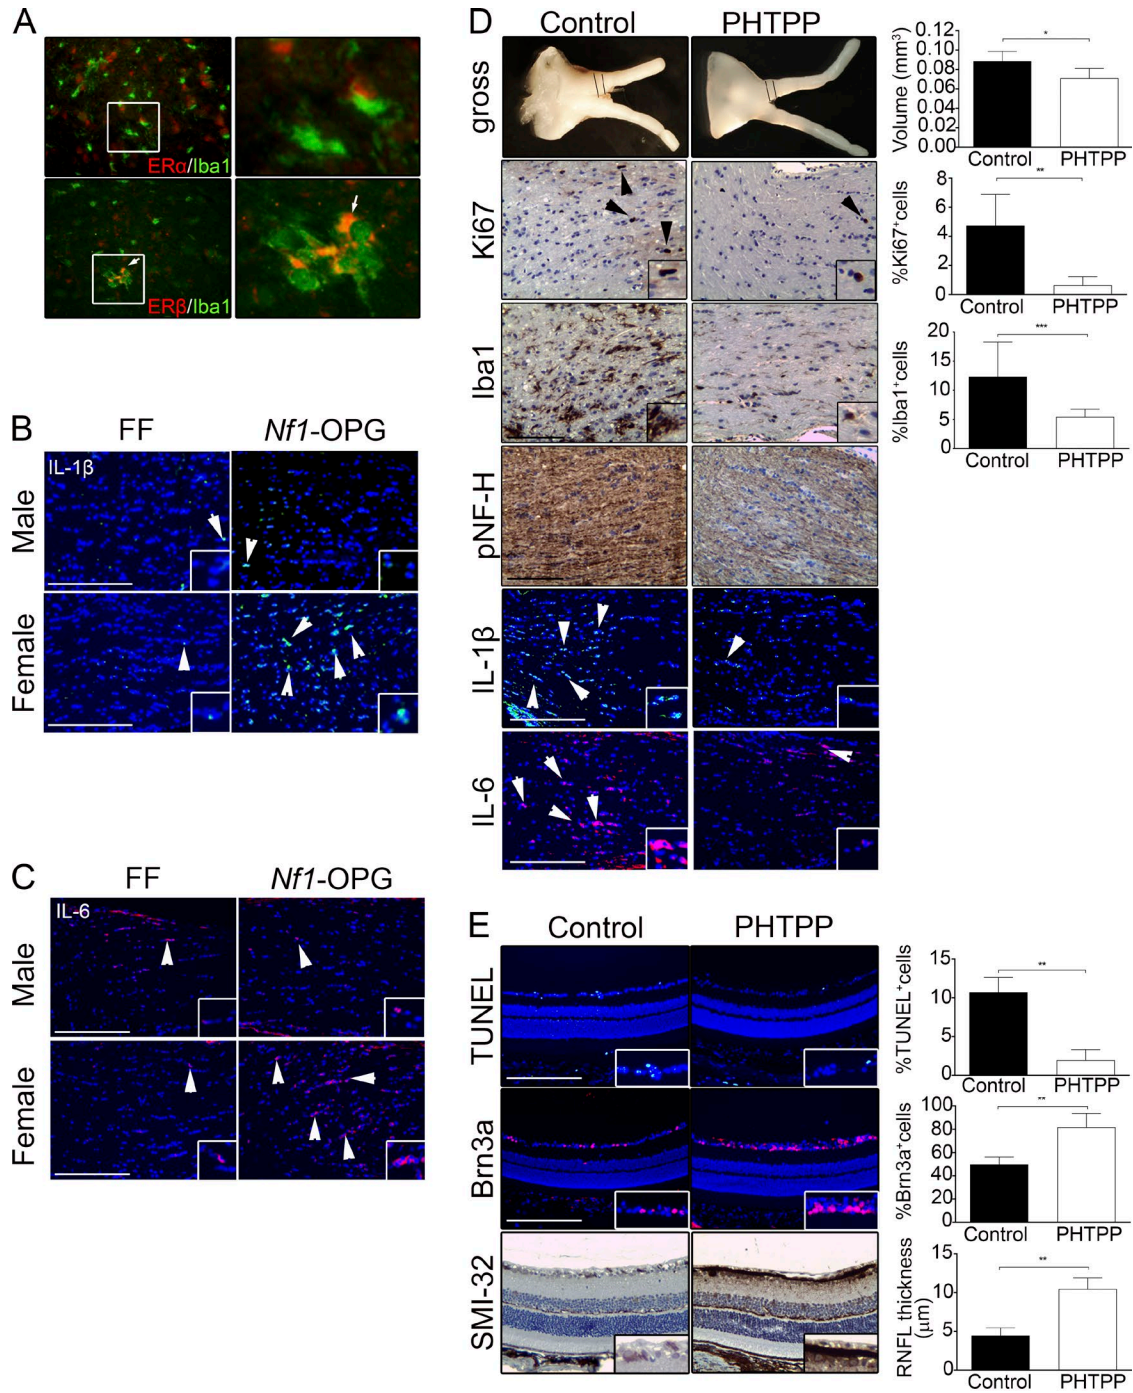 A
ERα/Iba1
ERβ/Iba1
B
FF
Nf1-OPG
Male
IL-1β
Female
C
FF
Nf1-OPG
Male
IL-6
Female
D
Control
PHTPP
gross
Volume (mm³)
0.12
0.10
0.08
0.06
0.04
0.02
0.00
*
Control
PHTPP
Ki67
%Ki67⁺cells
8
6
4
2
0
**
Control
PHTPP
Iba1
%Iba1⁺cells
20
15
10
5
0
***
Control
PHTPP
pNF-H
IL-1β
IL-6
E
Control
PHTPP
TUNEL
%TUNEL⁺cells
15
10
5
0
**
Control
PHTPP
Brn3a
%Brn3a⁺cells
100
80
60
40
20
0
**
Control
PHTPP
SMI-32
RNFL thickness
(μm)
15
10
5
0
**
Control
PHTPP